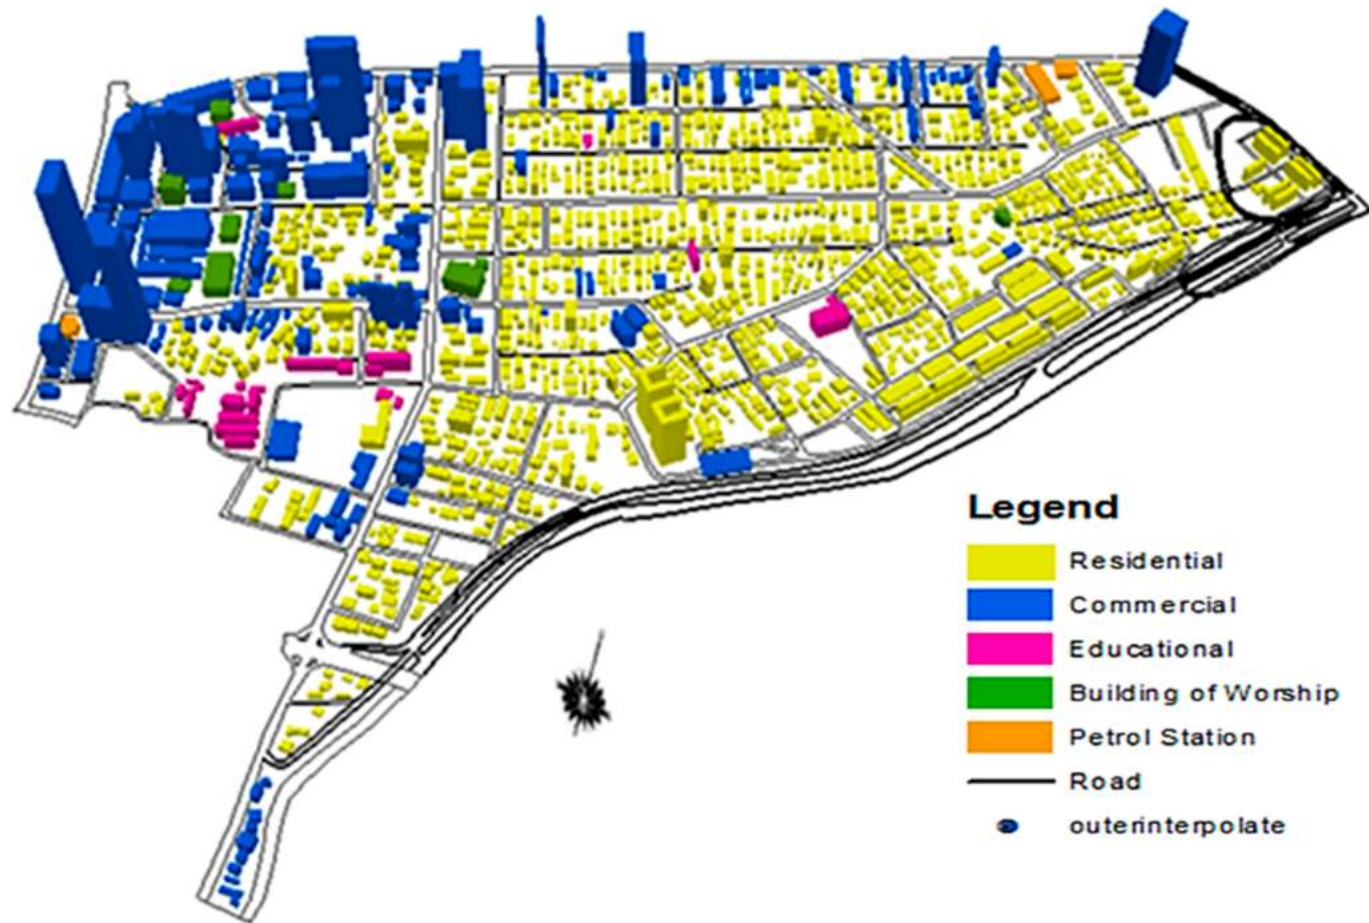 Legend
Residential
Commercial
Educational
Building of Worship
Petrol Station
Road
outerinterpolate